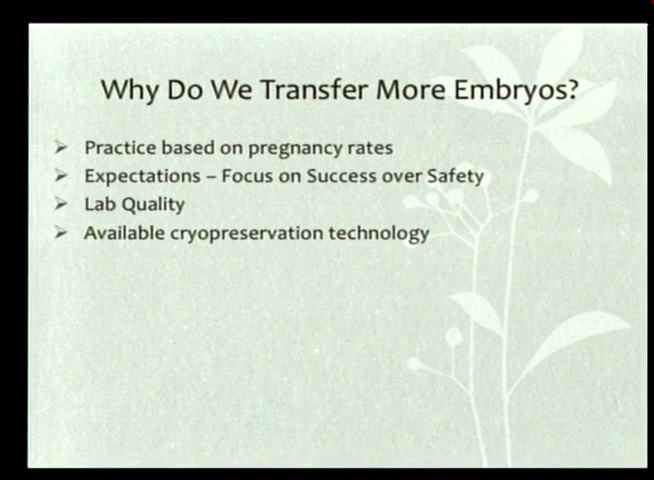 Why Do We Transfer More Embryos?
Practice based on pregnancy rates
Expectations – Focus on Success over Safety
Lab Quality
Available cryopreservation technology